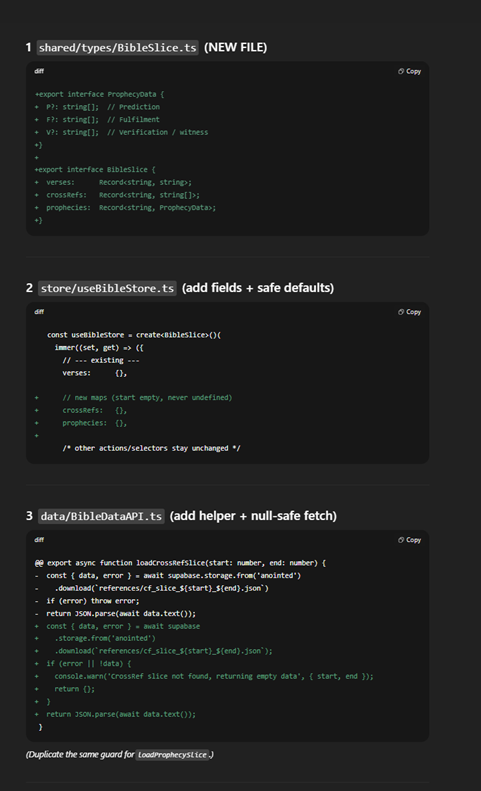 1 shared/types/BibleSlice.ts (NEW FILE)
diff
Copy
+export interface ProphecyData {
+  P?: string[];  // Prediction
+  F?: string[];  // Fulfilment
+  V?: string[];  // Verification / witness
+}
+
+export interface BibleSlice {
+  verses:      Record<string, string>;
+  crossRefs:   Record<string, string[]>;
+  prophecies:  Record<string, ProphecyData>;
+}
2 store/useBibleStore.ts (add fields + safe defaults)
diff
Copy
const useBibleStore = create<BibleSlice>()(
  immer((set, get) => ({
    // --- existing ---
    verses:      {},
+    // new maps (start empty, never undefined)
+    crossRefs:   {},
+    prophecies:  {},
+
    /* other actions/selectors stay unchanged */
3 data/BibleDataAPI.ts (add helper + null-safe fetch)
diff
Copy
@@ export async function loadCrossRefSlice(start: number, end: number) {
-  const { data, error } = await supabase.storage.from('anointed')
-    .download(`references/cf_slice_${start}_${end}.json`)
-  if (error) throw error;
-  return JSON.parse(await data.text());
+  const { data, error } = await supabase
+    .storage.from('anointed')
+    .download(`references/cf_slice_${start}_${end}.json`);
+  if (error || !data) {
+    console.warn('CrossRef slice not found, returning empty data', { start, end });
+    return {};
+  }
+  return JSON.parse(await data.text());
 }
(Duplicate the same guard for loadProphecySlice.)